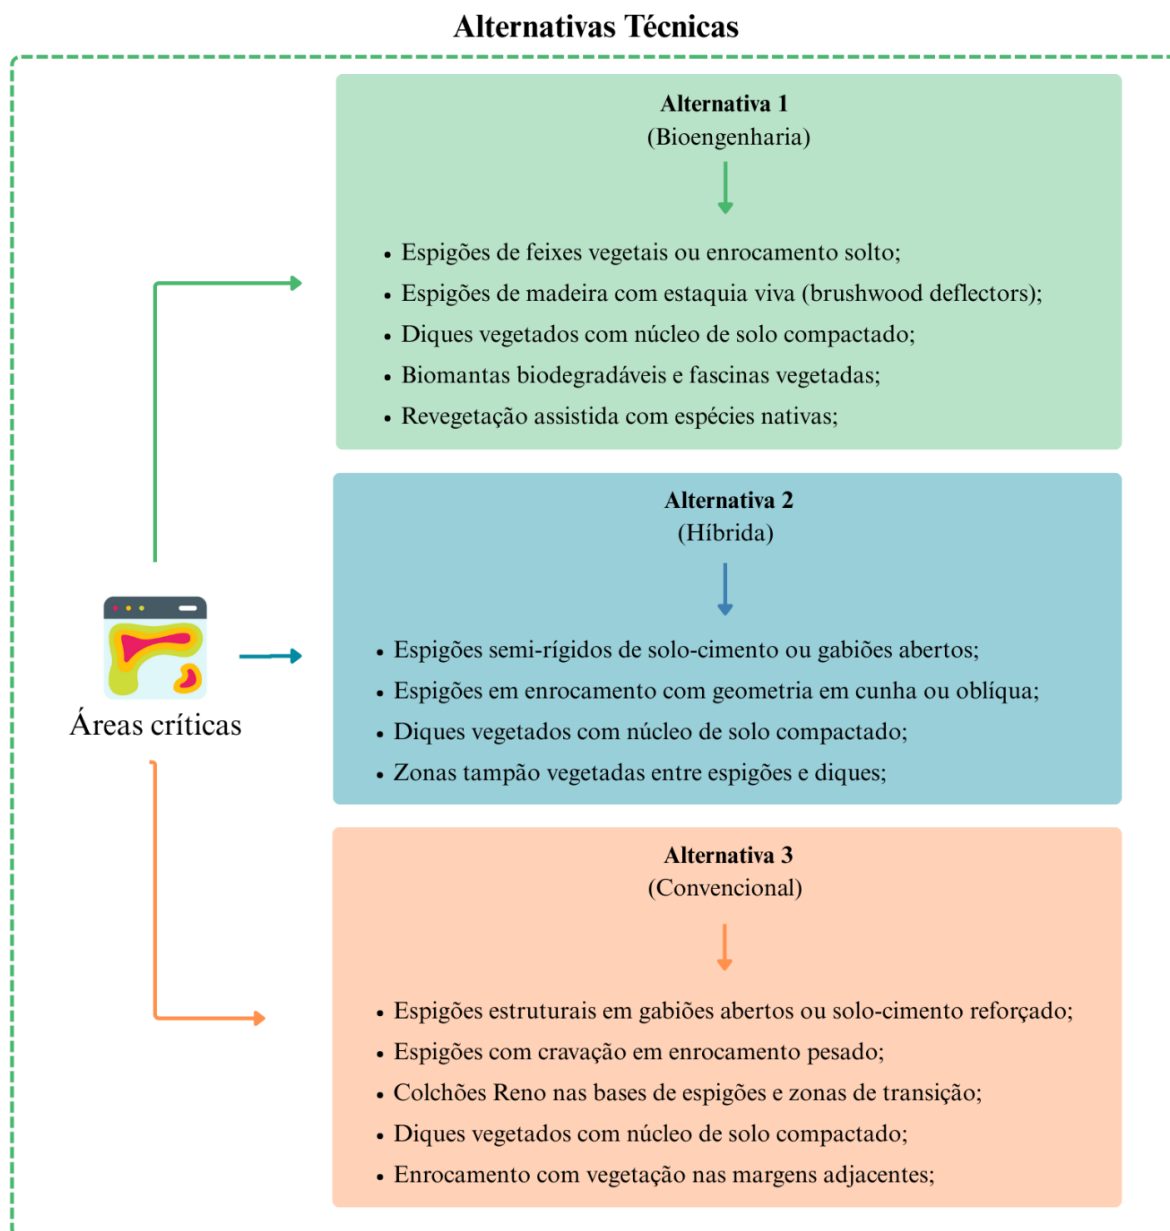 Alternativas Técnicas
Alternativa 1
(Bioengenharia)
• Espigões de feixes vegetais ou enrocamento solto;
• Espigões de madeira com estaquia viva (brushwood deflectors);
• Diques vegetados com núcleo de solo compactado;
• Biomantas biodegradáveis e fascinas vegetadas;
• Revegetação assistida com espécies nativas;
Alternativa 2
(Híbrida)
• Espigões semi-rígidos de solo-cimento ou gabiões abertos;
• Espigões em enrocamento com geometria em cunha ou oblíqua;
• Diques vegetados com núcleo de solo compactado;
• Zonas tampão vegetadas entre espigões e diques;
Áreas críticas
Alternativa 3
(Convencional)
• Espigões estruturais em gabiões abertos ou solo-cimento reforçado;
• Espigões com cravação em enrocamento pesado;
• Colchões Reno nas bases de espigões e zonas de transição;
• Diques vegetados com núcleo de solo compactado;
• Enrocamento com vegetação nas margens adjacentes;